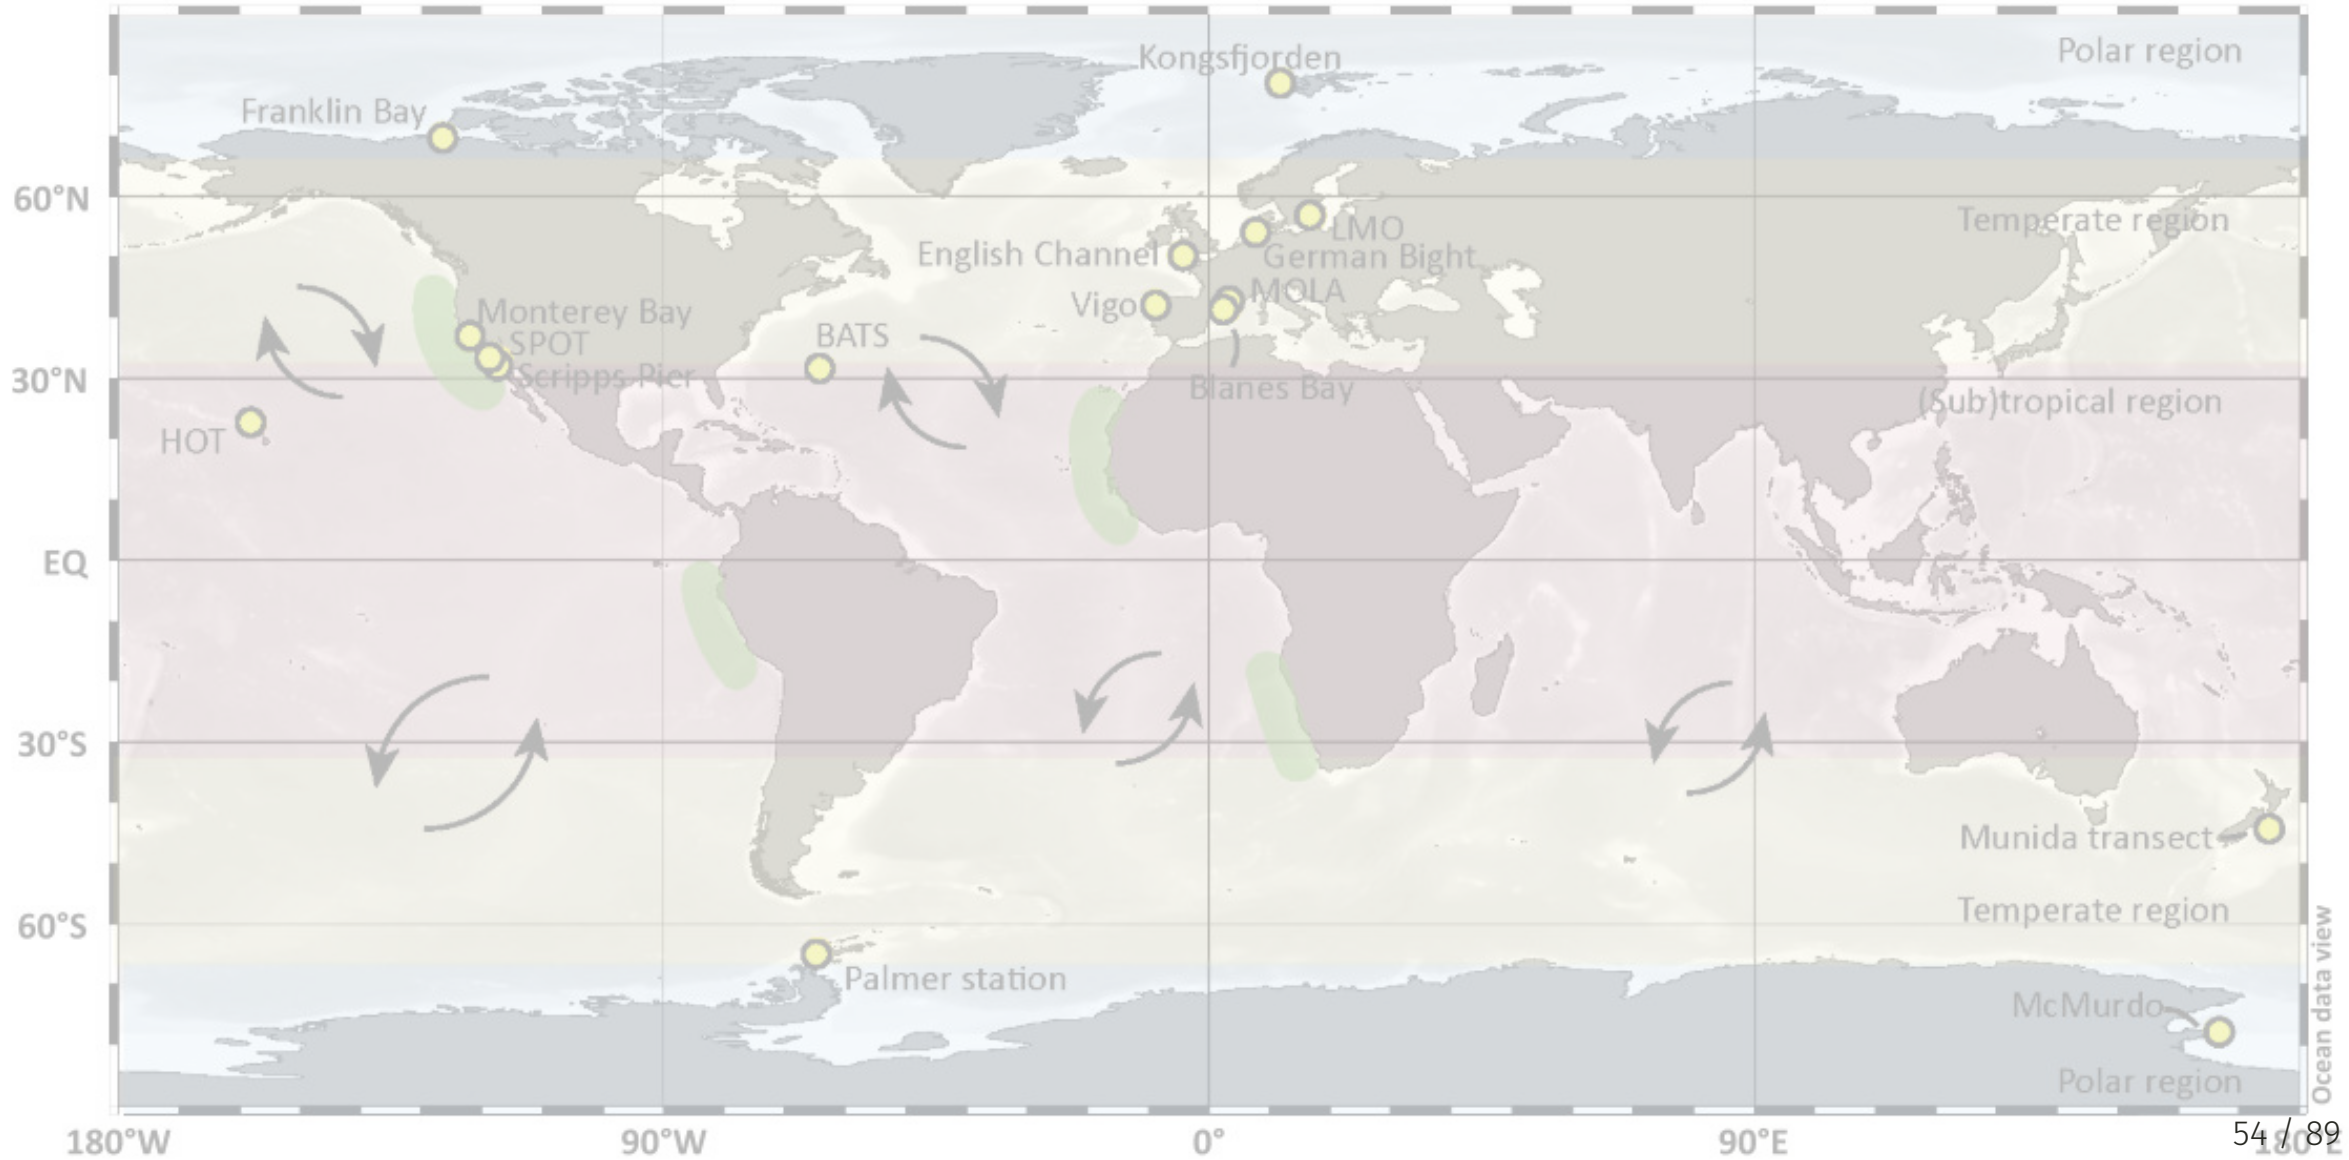 Kongsfjorden
Polar region
Franklin Bay
60°N
Temperate region
LMO
English Channel
German Bight
MOLA
Vigo
Monterey Bay
BATS
SPOT
Scripps Pier
30°N
Blanes Bay
(Sub)tropical region
HOT
EQ
30°S
Munida transect
60°S
Temperate region
Palmer station
McMurdo
Polar region
Ocean data view
180°W
90°W
0°
90°E
180°E
54 / 89